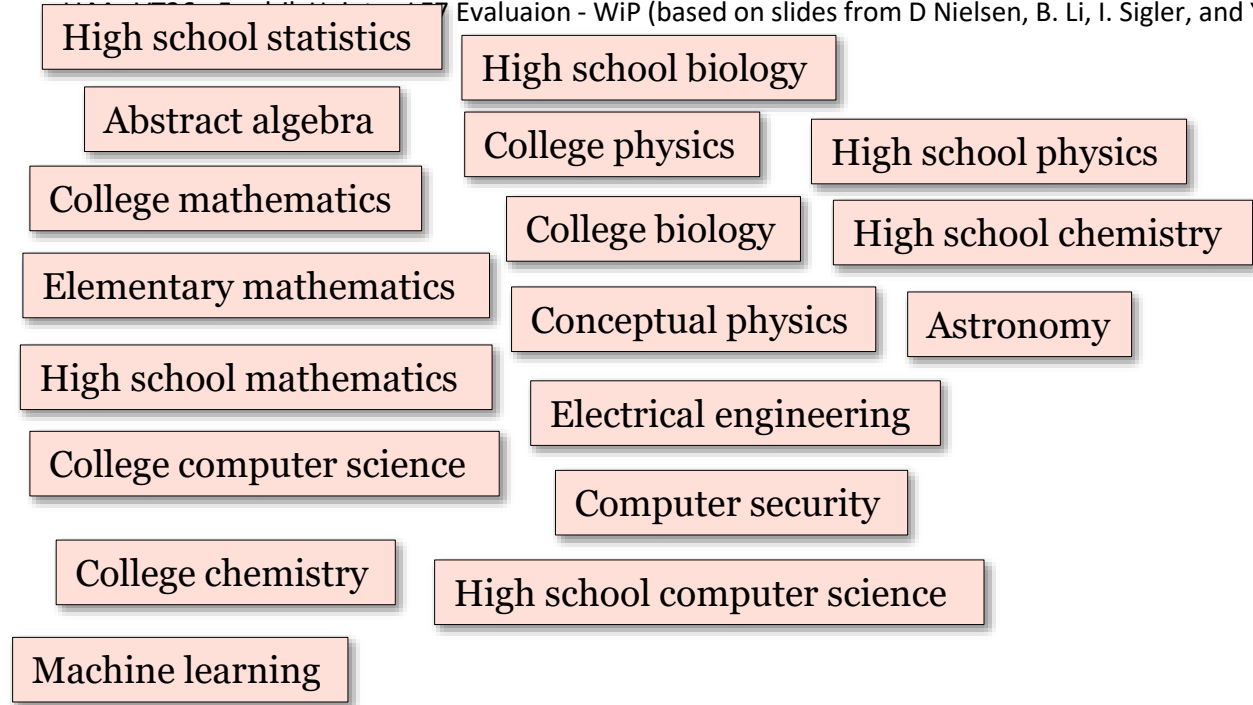 Evaluaion - WiP (based on slides from D Nielsen, B. Li, I. Sigler, and
High school statistics
High school biology
Abstract algebra
College physics
High school physics
College mathematics
College biology
High school chemistry
Elementary mathematics
Conceptual physics
Astronomy
High school mathematics
Electrical engineering
College computer science
Computer security
College chemistry
High school computer science
Machine learning